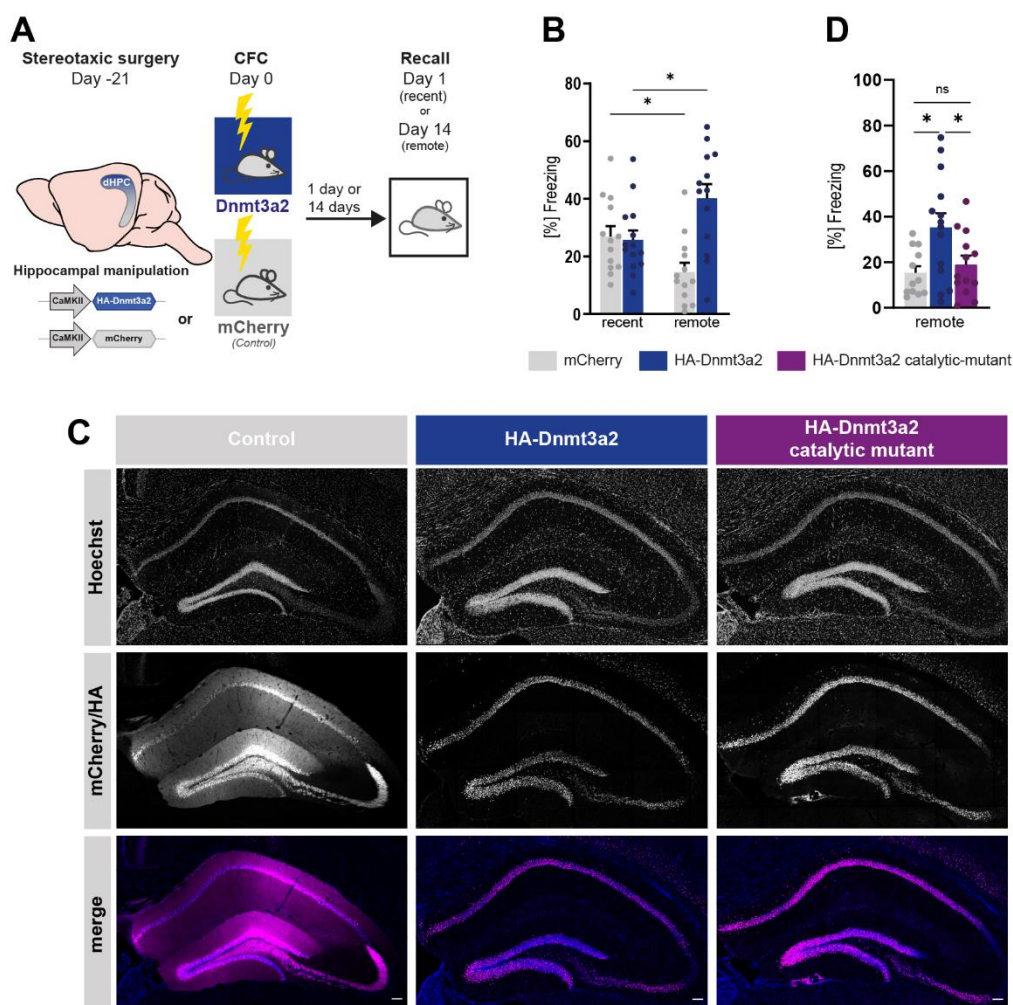 A
Stereotaxic surgery
Day -21
CFC
Day 0
Recall
Day 1
(recent)
or
Day 14
(remote)
dHPC
Dnmt3a2
1 day or
14 days
Hippocampal manipulation
CaMKII
HA-Dnmt3a2
or
CaMKII
mCherry
mCherry
(Control)
B
[%] Freezing
80
60
40
20
0
*
*
recent
remote
D
[%] Freezing
100
80
60
40
20
0
ns
*
*
remote
mCherry
HA-Dnmt3a2
HA-Dnmt3a2 catalytic-mutant
C
Control
HA-Dnmt3a2
HA-Dnmt3a2
catalytic mutant
Hoechst
mCherry/HA
merge